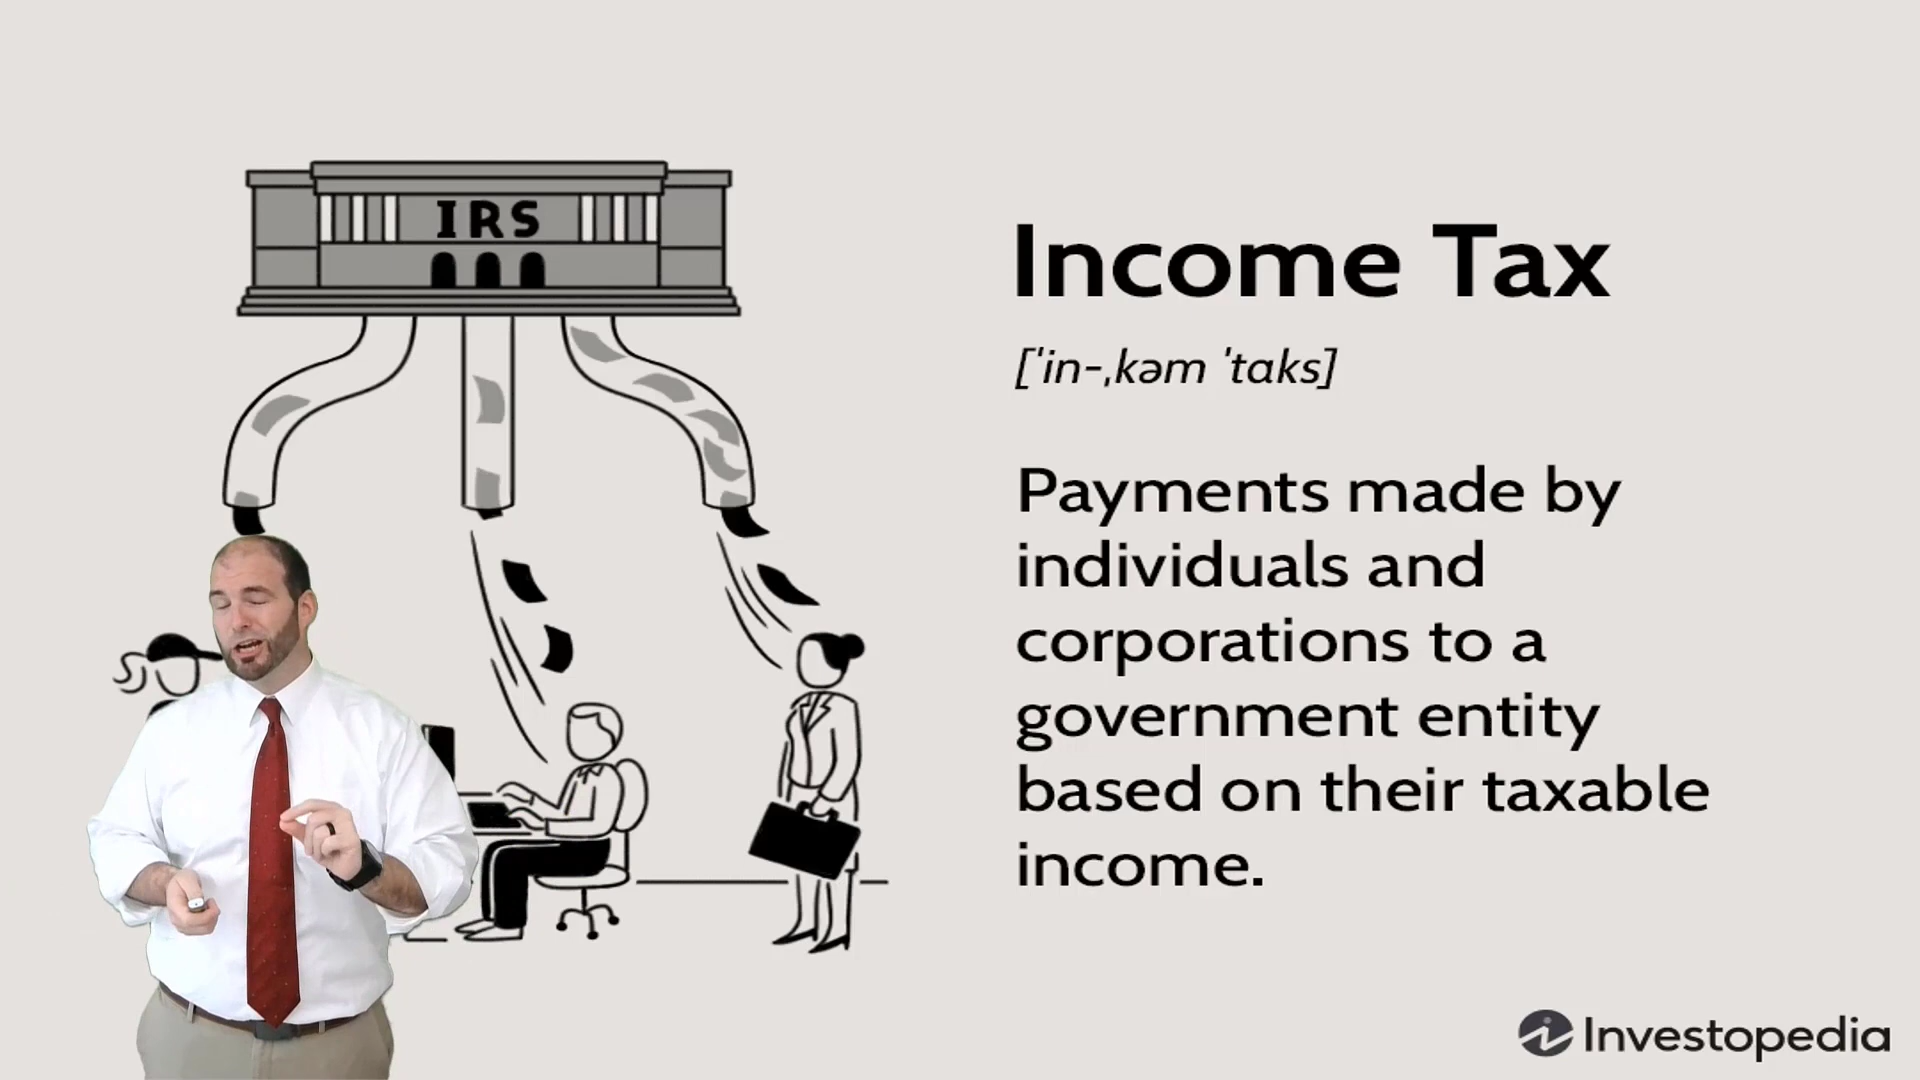 IRS
Income Tax
[ˈin-ˌkəm ˈtaks]
Payments made by
individuals and
corporations to a
government entity
based on their taxable
income.
Investopedia